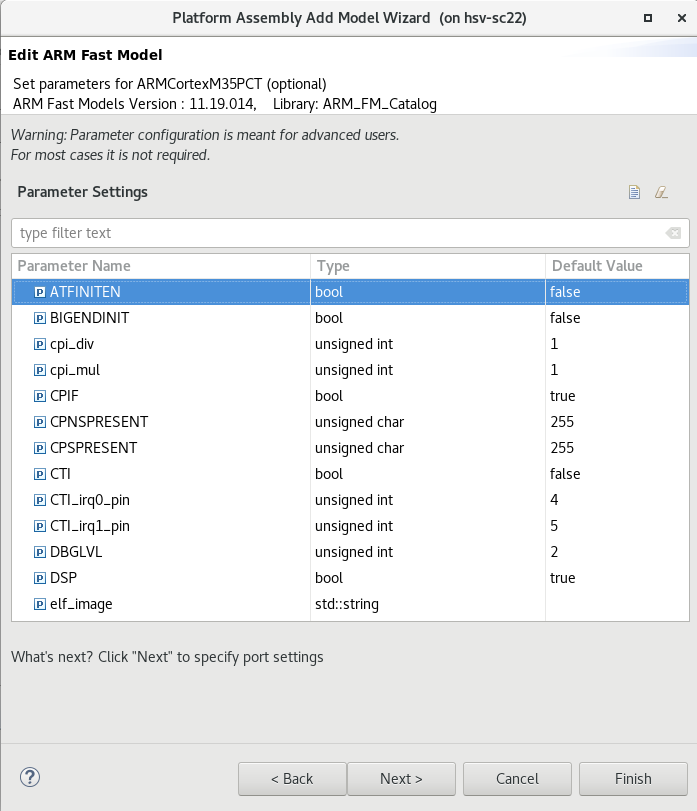 Platform Assembly Add Model Wizard (on hsv-sc22)
Edit ARM Fast Model
Set parameters for ARMCortexM35PCT (optional)
ARM Fast Models Version : 11.19.014, Library: ARM_FM_Catalog
Warning: Parameter configuration is meant for advanced users.
For most cases it is not required.
Parameter Settings
type filter text
Parameter Name Type Default Value
P ATFINITEN bool false
P BIGENDINIT bool false
P cpi_div unsigned int 1
P cpi_mul unsigned int 1
P CPIF bool true
P CPNSPRESENT unsigned char 255
P CPSPRESENT unsigned char 255
P CTI bool false
P CTI_irq0_pin unsigned int 4
P CTI_irq1_pin unsigned int 5
P DBGLVL unsigned int 2
P DSP bool true
P elf_image std::string
What's next? Click "Next" to specify port settings
? < Back Next > Cancel Finish